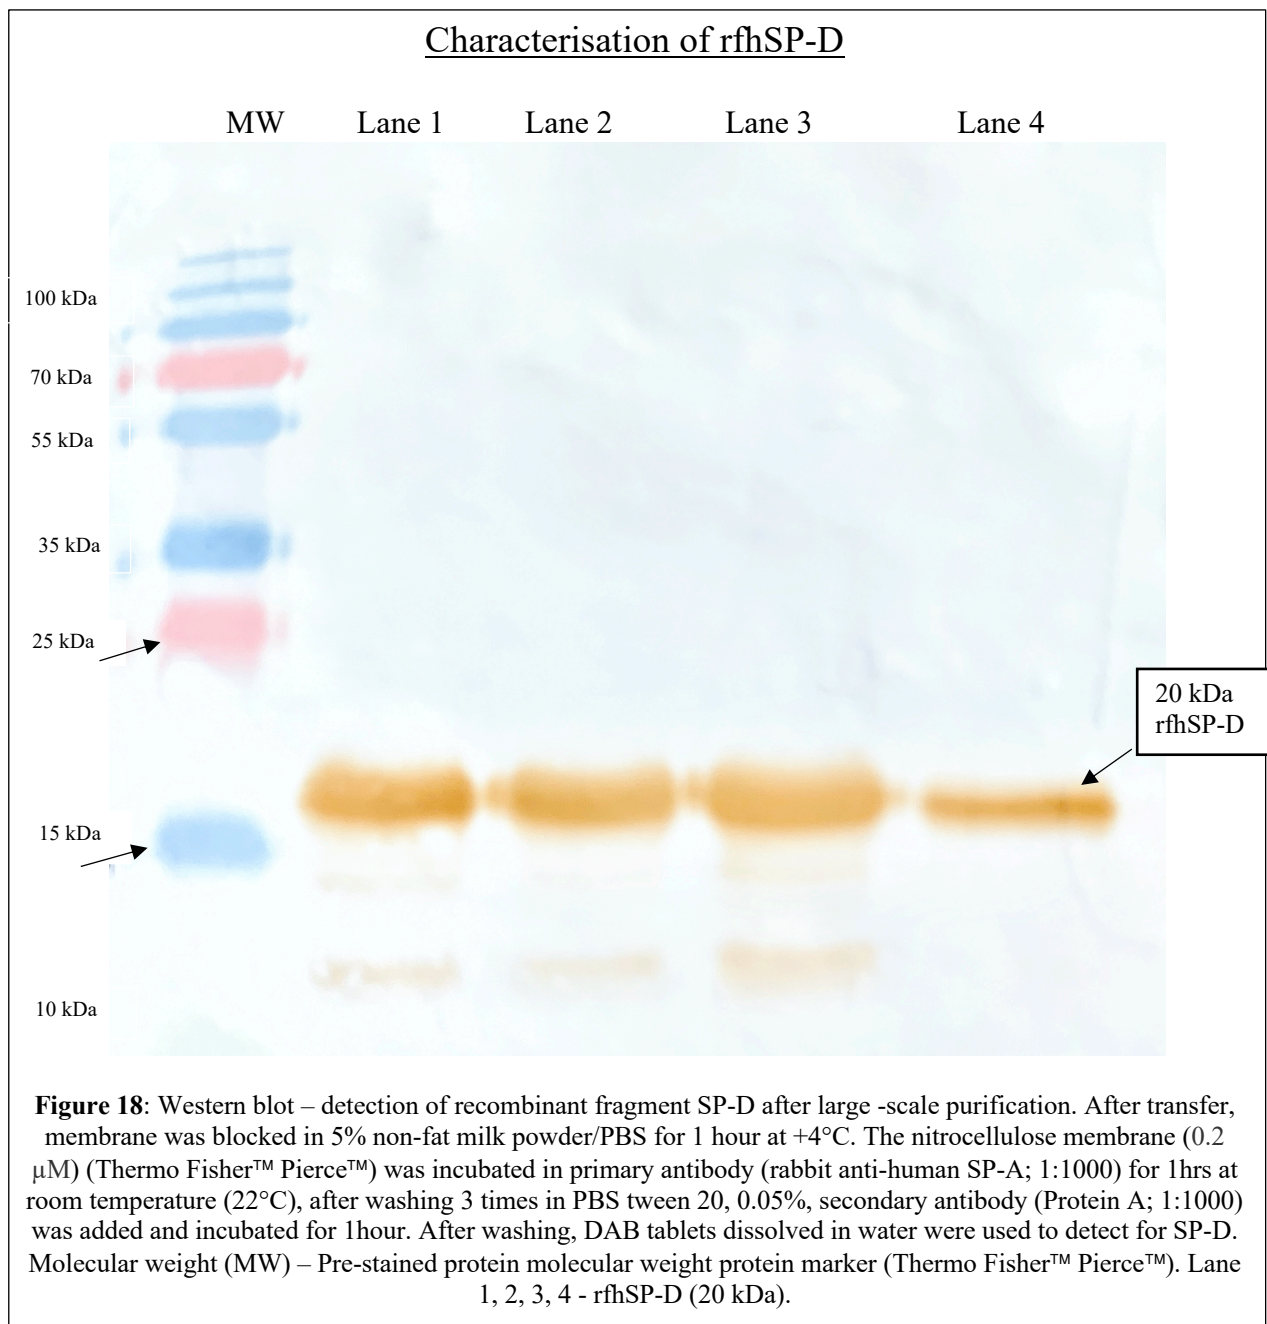 Characterisation of rfhSP-D
MW Lane 1 Lane 2 Lane 3 Lane 4
100 kDa
70 kDa
55 kDa
35 kDa
25 kDa
20 kDa
rfhSP-D
15 kDa
10 kDa
Figure 18: Western blot – detection of recombinant fragment SP-D after large -scale purification. After transfer,
membrane was blocked in 5% non-fat milk powder/PBS for 1 hour at +4°C. The nitrocellulose membrane (0.2
µM) (Thermo Fisher™ Pierce™) was incubated in primary antibody (rabbit anti-human SP-A; 1:1000) for 1hrs at
room temperature (22°C), after washing 3 times in PBS tween 20, 0.05%, secondary antibody (Protein A; 1:1000)
was added and incubated for 1hour. After washing, DAB tablets dissolved in water were used to detect for SP-D.
Molecular weight (MW) – Pre-stained protein molecular weight protein marker (Thermo Fisher™ Pierce™). Lane
1, 2, 3, 4 - rfhSP-D (20 kDa).